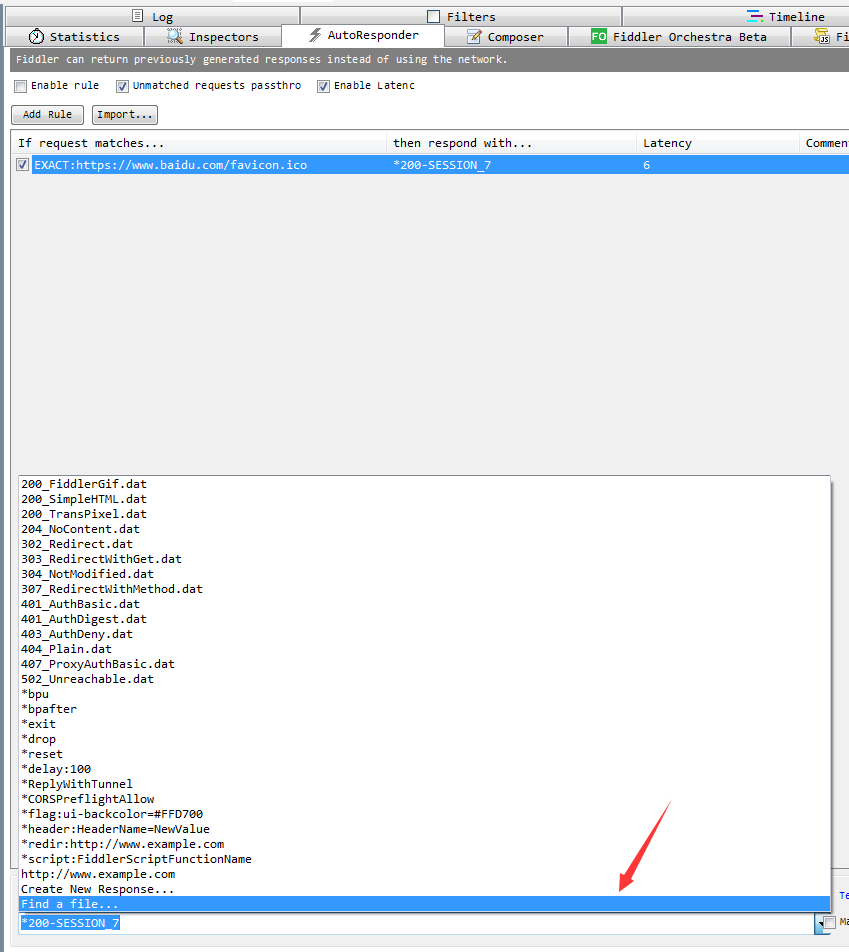 Log
Filters
Timeline
Statistics
Inspectors
AutoResponder
Composer
FO Fiddler Orchestra Beta
JS Fi
Fiddler can return previously generated responses instead of using the network.
Enable rule
Unmatched requests passthro
Enable Latenc
Add Rule
Import...
If request matches...
then respond with...
Latency
Commen
EXACT:https://www.baidu.com/favicon.ico
*200-SESSION_7
6
200_FiddlerGif.dat
200_SimpleHTML.dat
200_TransPixel.dat
204_NoContent.dat
302_Redirect.dat
303_RedirectWithGet.dat
304_NotModified.dat
307_RedirectWithMethod.dat
401_AuthBasic.dat
401_AuthDigest.dat
403_AuthDeny.dat
404_Plain.dat
407_ProxyAuthBasic.dat
502_Unreachable.dat
*bpu
*bpafter
*exit
*drop
*reset
*delay:100
*ReplyWithTunnel
*CORSPreflightAllow
*flag:ui-backcolor=#FFD700
*header:HeaderName=NewValue
*redir:http://www.example.com
*script:FiddlerScriptFunctionName
http://www.example.com
Create New Response...
Find a file...
Te
*200-SESSION_7
Ma